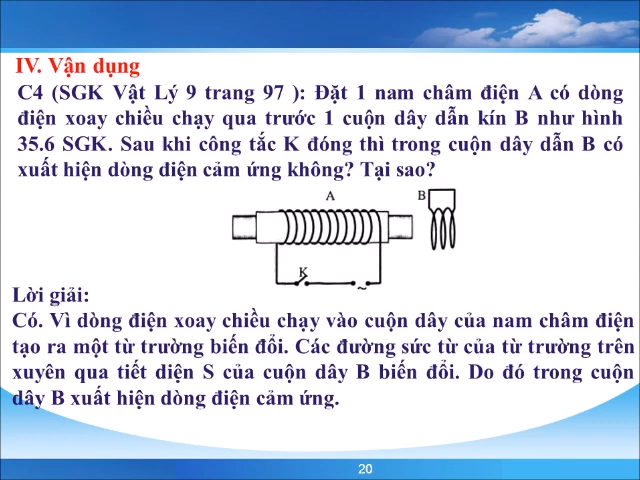 IV. Vận dụng
C4 (SGK Vật Lý 9 trang 97 ): Đặt 1 nam châm điện A có dòng
điện xoay chiều chạy qua trước 1 cuộn dây dẫn kín B như hình
35.6 SGK. Sau khi công tắc K đóng thì trong cuộn dây dẫn B có
xuất hiện dòng điện cảm ứng không? Tại sao?
A
B
K
~
Lời giải:
Có. Vì dòng điện xoay chiều chạy vào cuộn dây của nam châm điện
tạo ra một từ trường biến đổi. Các đường sức từ của từ trường trên
xuyên qua tiết diện S của cuộn dây B biến đổi. Do đó trong cuộn
dây B xuất hiện dòng điện cảm ứng.
20